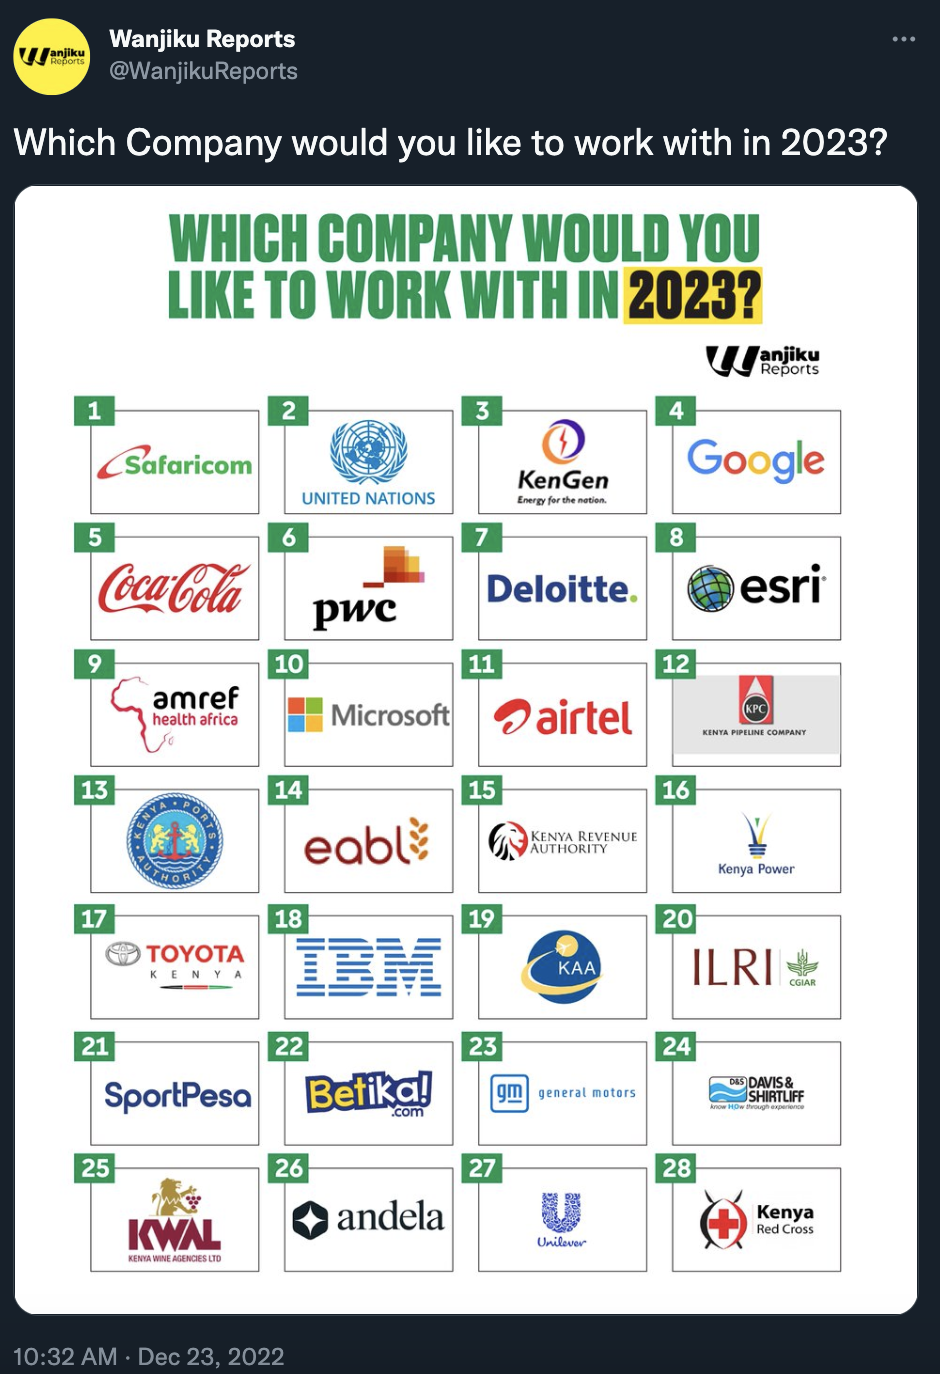 Wanjiku Reports
@WanjikuReports
Wanjiku
Reports
Which Company would you like to work with in 2023?
WHICH COMPANY WOULD YOU
LIKE TO WORK WITH IN 2023?
Wanjiku
Reports
1
Safaricom
2
UNITED NATIONS
3
KenGen
Energy for the nation.
4
Google
5
Coca-Cola
6
pwc
7
Deloitte.
8
esri
9
amref
health africa
10
Microsoft
11
airtel
12
KPC
KENYA PIPELINE COMPANY
13
KENYA PORTS
AUTHORITY
14
eabl
15
KENYA REVENUE
AUTHORITY
16
Kenya Power
17
TOYOTA
KENYA
18
IBM
19
KAA
20
ILRI
CGIAR
21
SportPesa
22
Betika!
.com
23
gm general motors
24
D&S DAVIS &
SHIRTLIFF
know H2Ow through experience
25
KWAL
KENYA WINE AGENCIES LTD
26
andela
27
Unilever
28
Kenya
Red Cross
10:32 AM · Dec 23, 2022